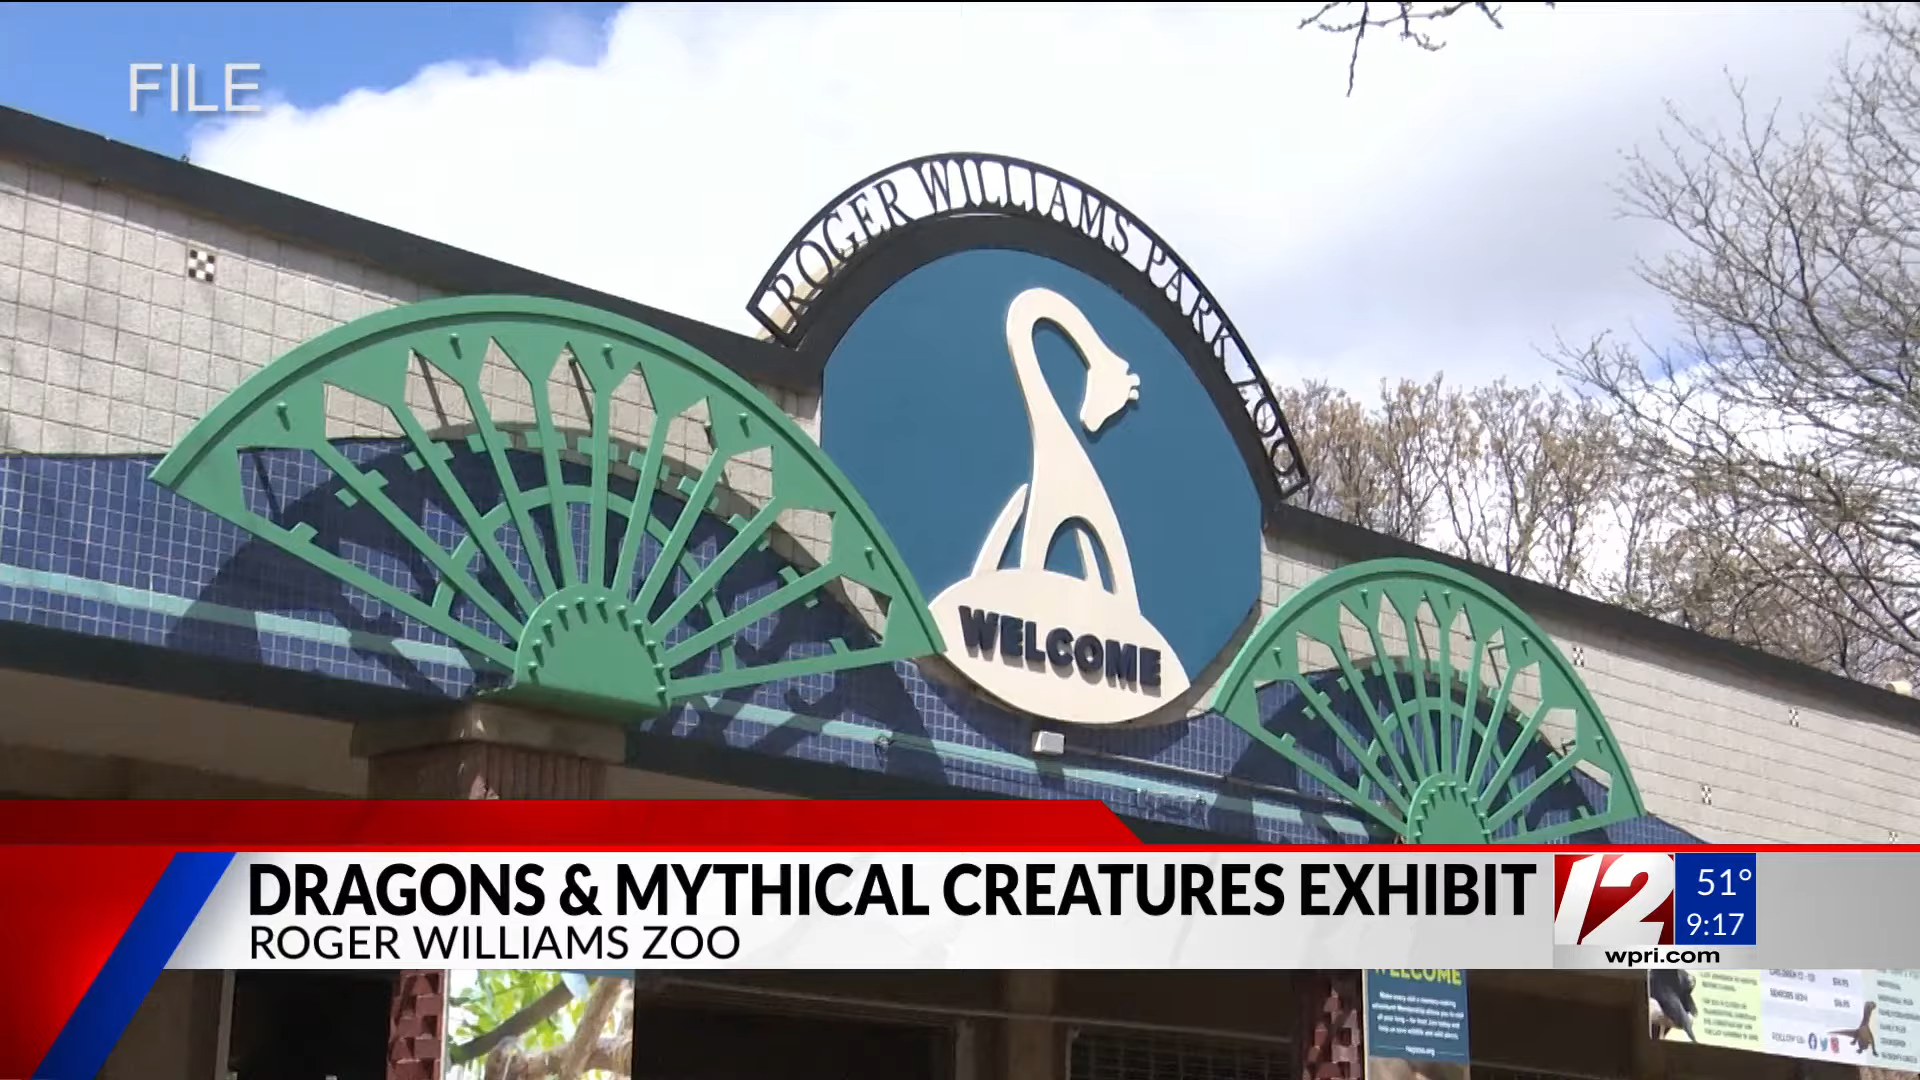 FILE
ROGER WILLIAMS PARK ZOO
WELCOME
DRAGONS & MYTHICAL CREATURES EXHIBIT
ROGER WILLIAMS ZOO
12
51°
9:17
wpri.com
WELCOME